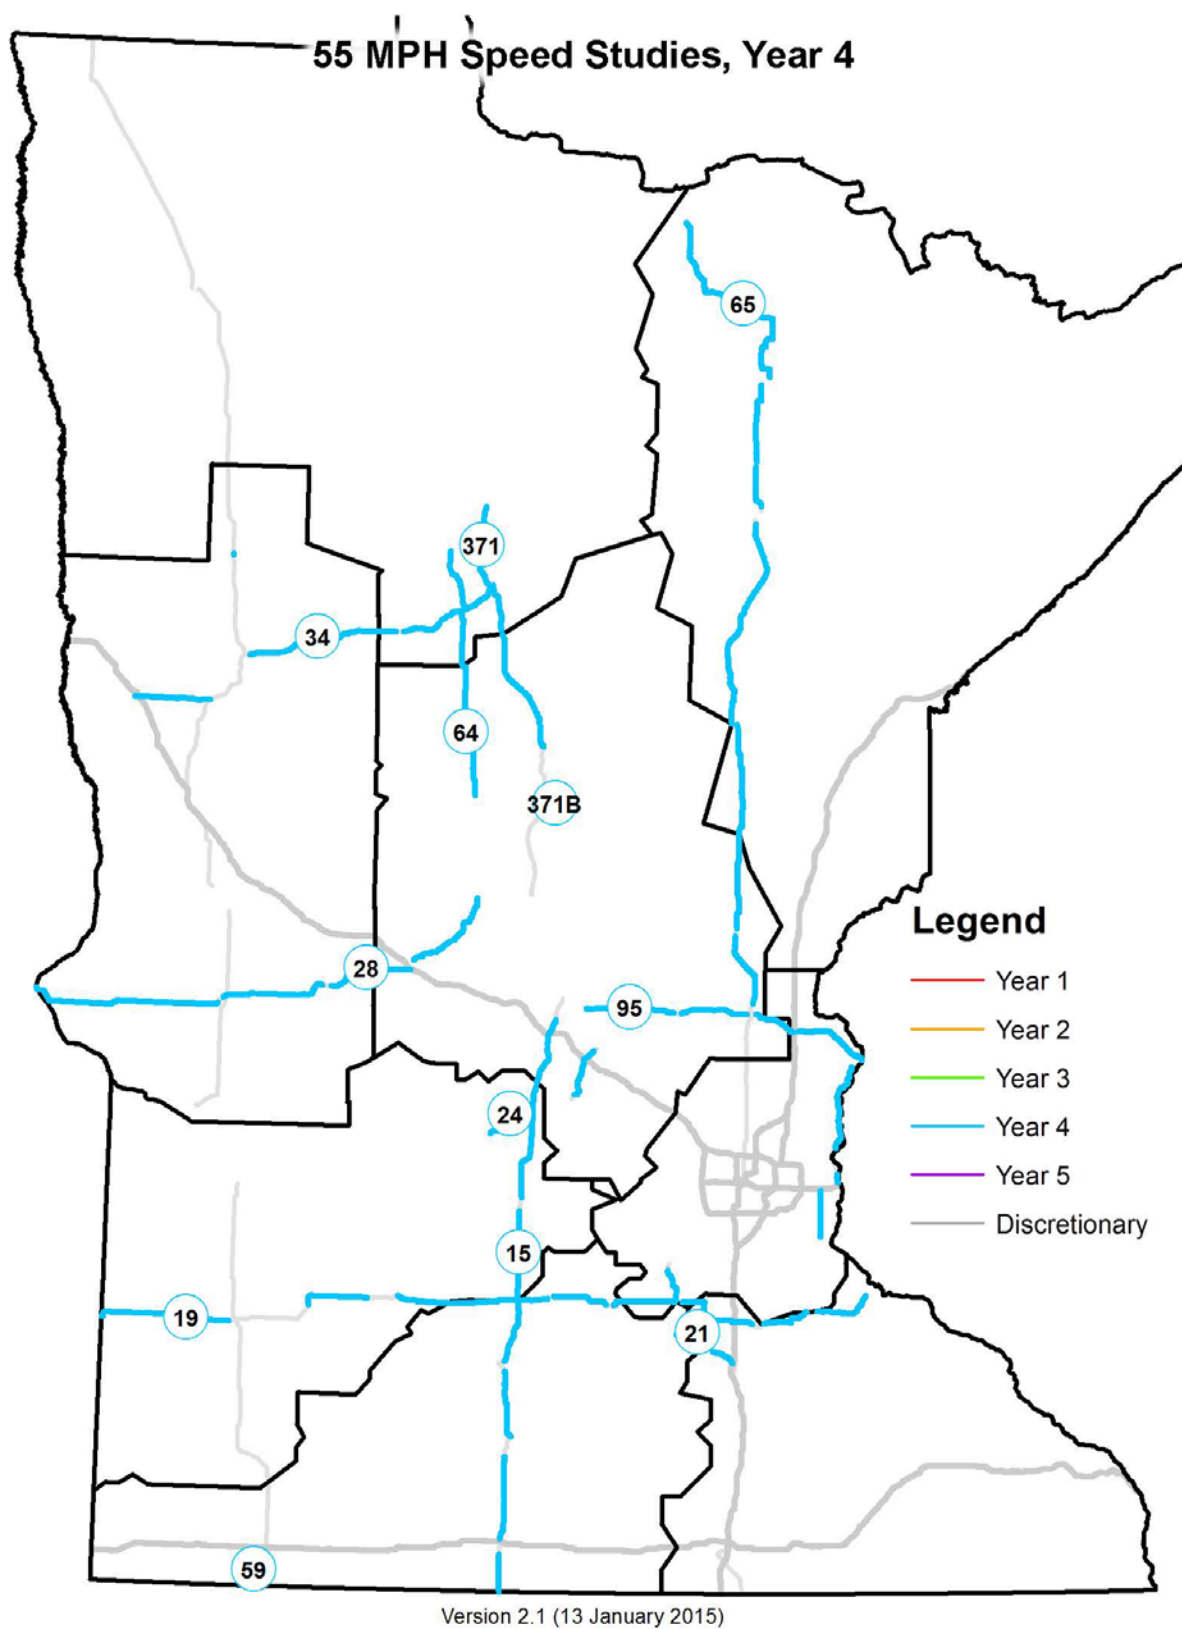 55 MPH Speed Studies, Year 4
65
371
34
64
371B
28
95
24
15
19
21
59
Legend
Year 1
Year 2
Year 3
Year 4
Year 5
Discretionary
Version 2.1 (13 January 2015)